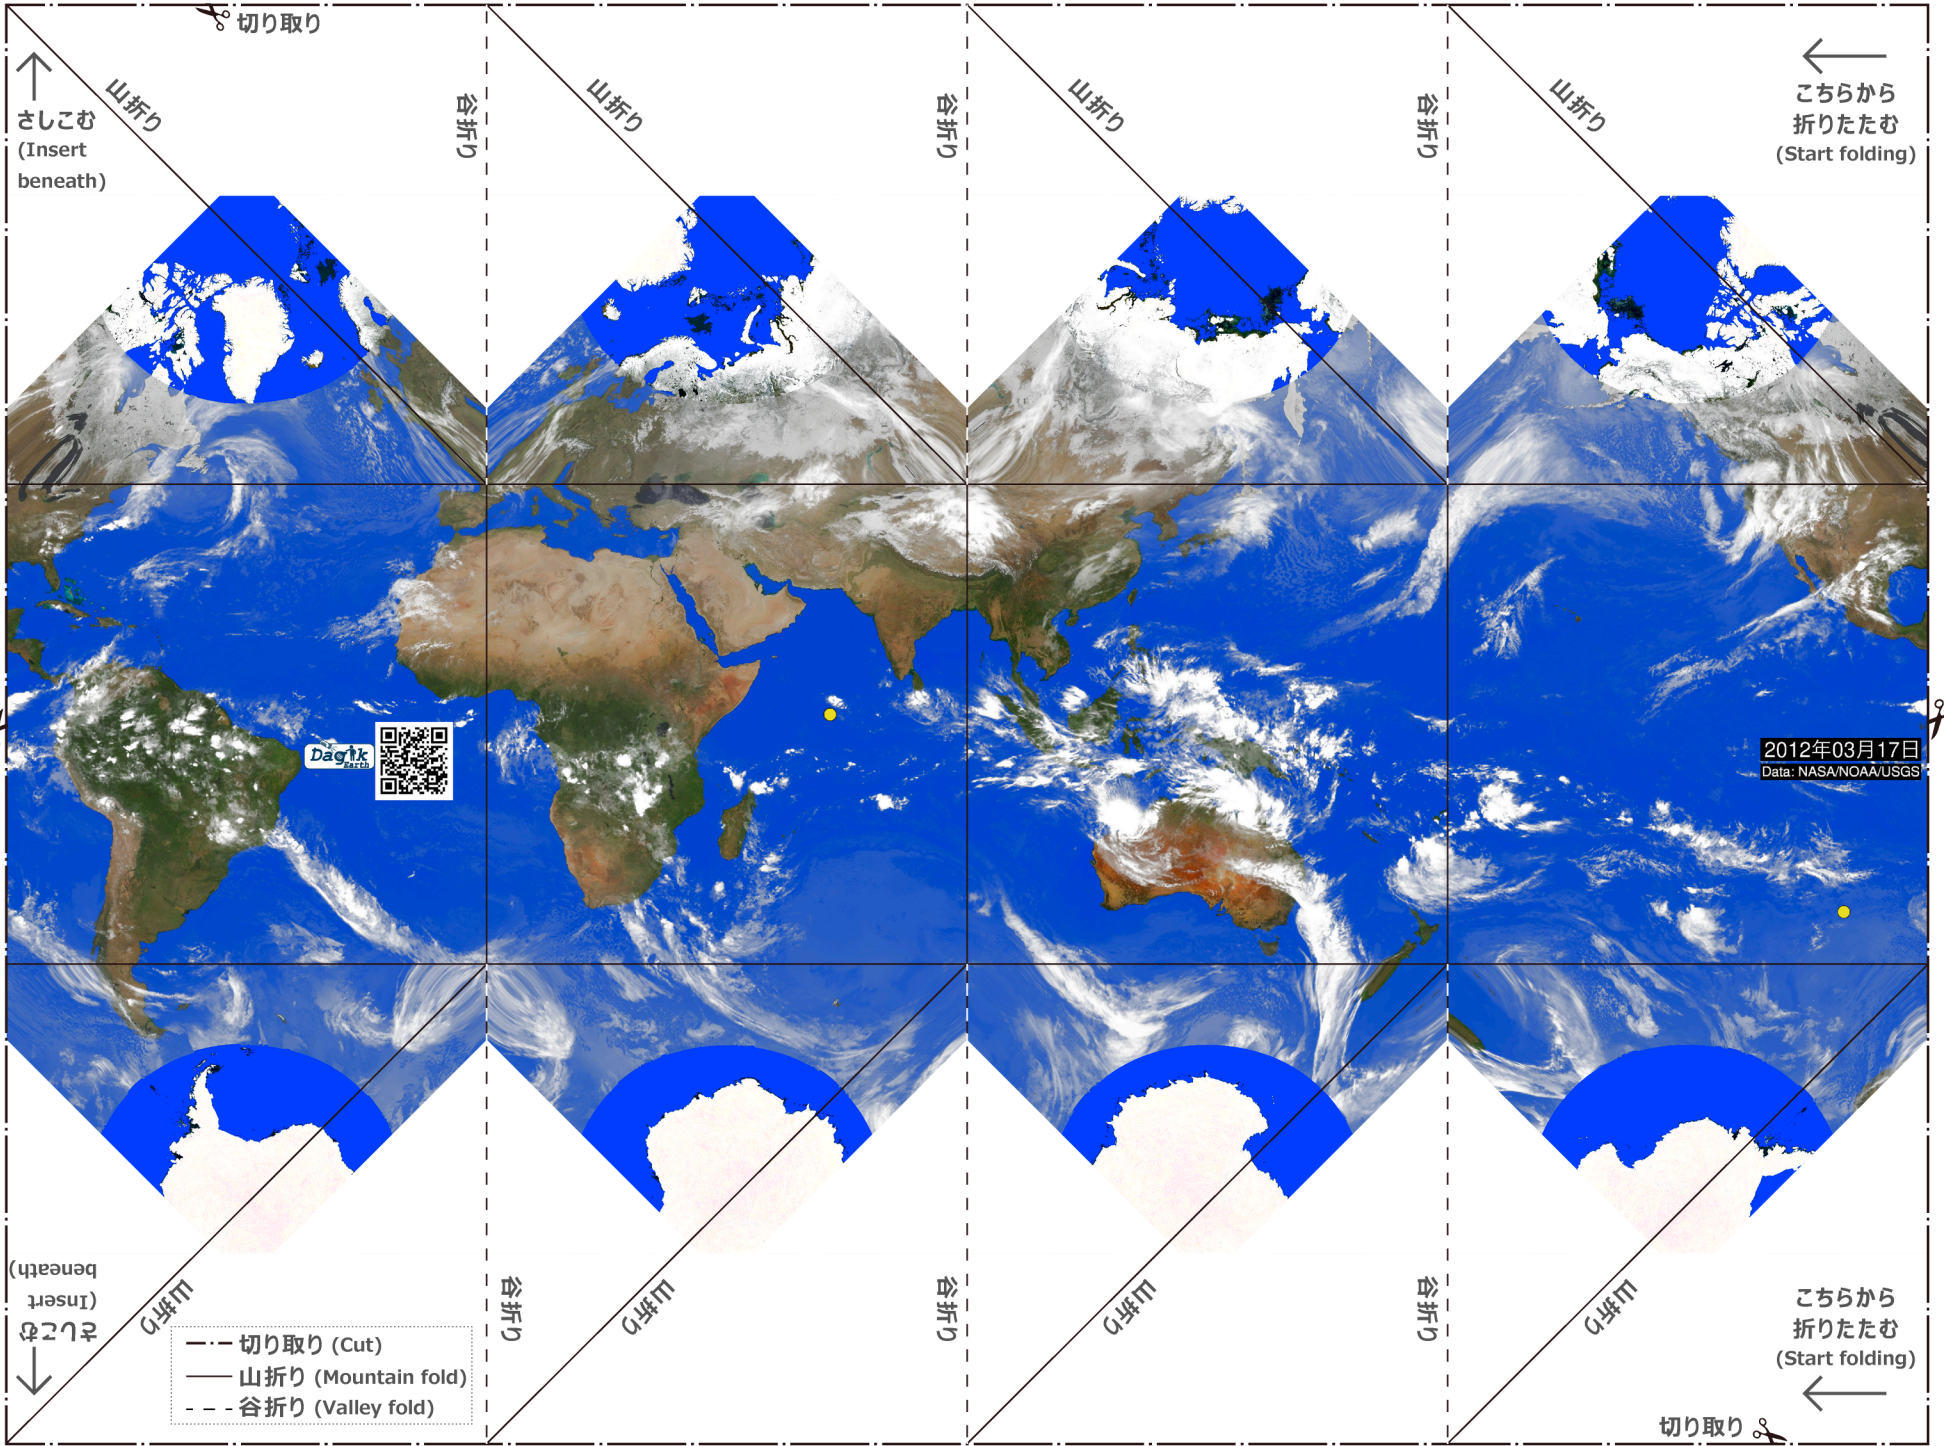 切り取り
山折り
谷折り
山折り
谷折り
山折り
谷折り
山折り
さしこむ
(Insert
beneath)
こちらから
折りたたむ
(Start folding)
Dagik
Earth
2012年03月17日
Data: NASA/NOAA/USGS
さしこむ
(Insert
beneath)
山折り
谷折り
山折り
谷折り
山折り
谷折り
山折り
切り取り (Cut)
山折り (Mountain fold)
谷折り (Valley fold)
こちらから
折りたたむ
(Start folding)
切り取り